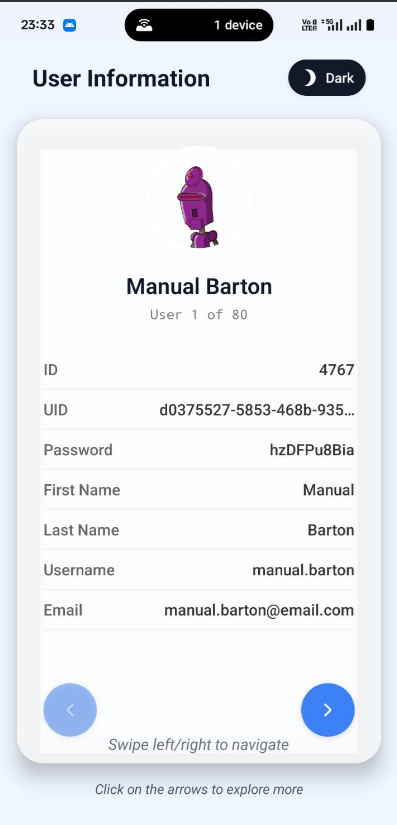 23:33 1 device Vo LTE 5G
User Information Dark
Manual Barton
User 1 of 80
ID 4767
UID d0375527-5853-468b-935…
Password hzDFPu8Bia
First Name Manual
Last Name Barton
Username manual.barton
Email manual.barton@email.com
Swipe left/right to navigate
Click on the arrows to explore more